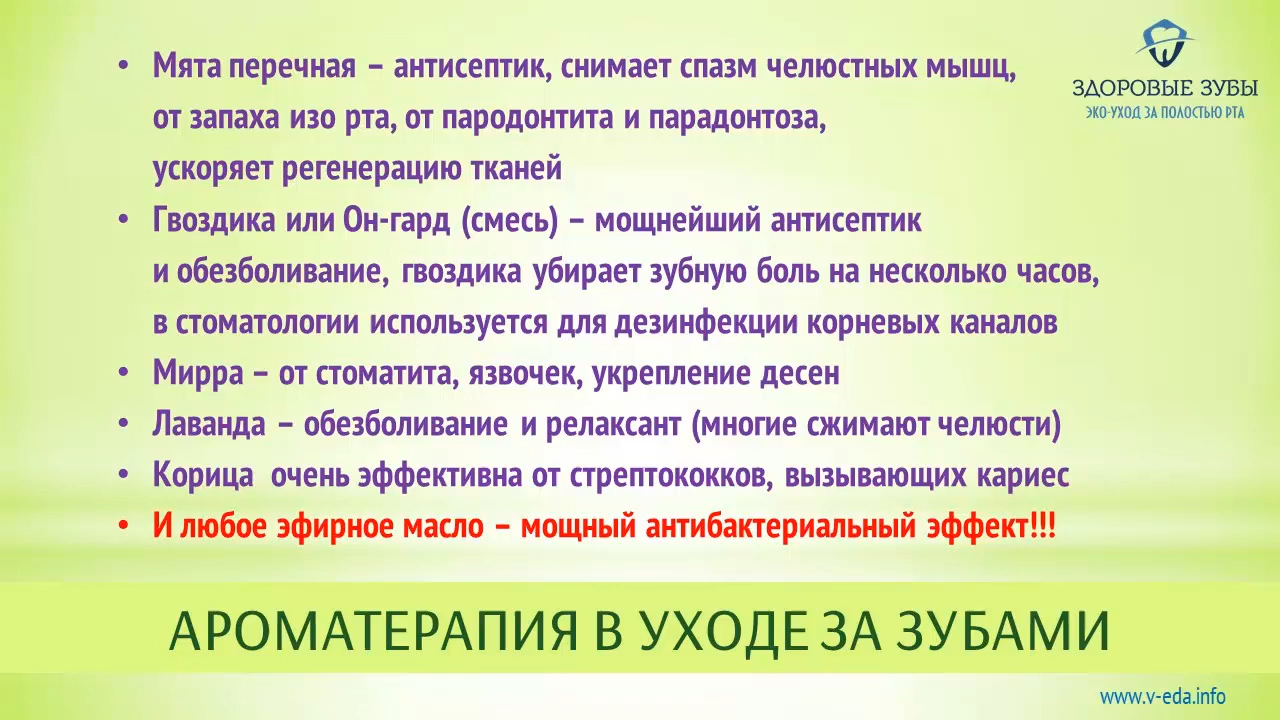 ЗДОРОВЫЕ ЗУБЫ
ЭКО-УХОД ЗА ПОЛОСТЬЮ РТА
• Мята перечная – антисептик, снимает спазм челюстных мышц,
от запаха изо рта, от пародонтита и парадонтоза,
ускоряет регенерацию тканей
• Гвоздика или Он-гард (смесь) – мощнейший антисептик
и обезболивание, гвоздика убирает зубную боль на несколько часов,
в стоматологии используется для дезинфекции корневых каналов
• Мирра – от стоматита, язвочек, укрепление десен
• Лаванда – обезболивание и релаксант (многие сжимают челюсти)
• Корица очень эффективна от стрептококков, вызывающих кариес
• И любое эфирное масло – мощный антибактериальный эффект!!!
АРОМАТЕРАПИЯ В УХОДЕ ЗА ЗУБАМИ
www.v-eda.info